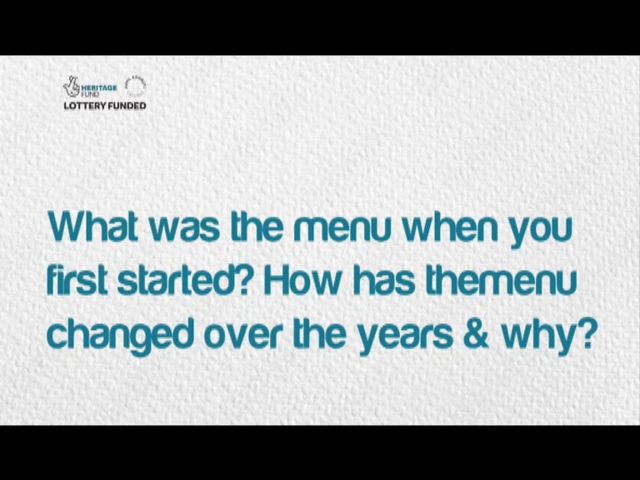 HERITAGE
FUND
LOTTERY FUNDED
What was the menu when you
first started? How has themenu
changed over the years & why?